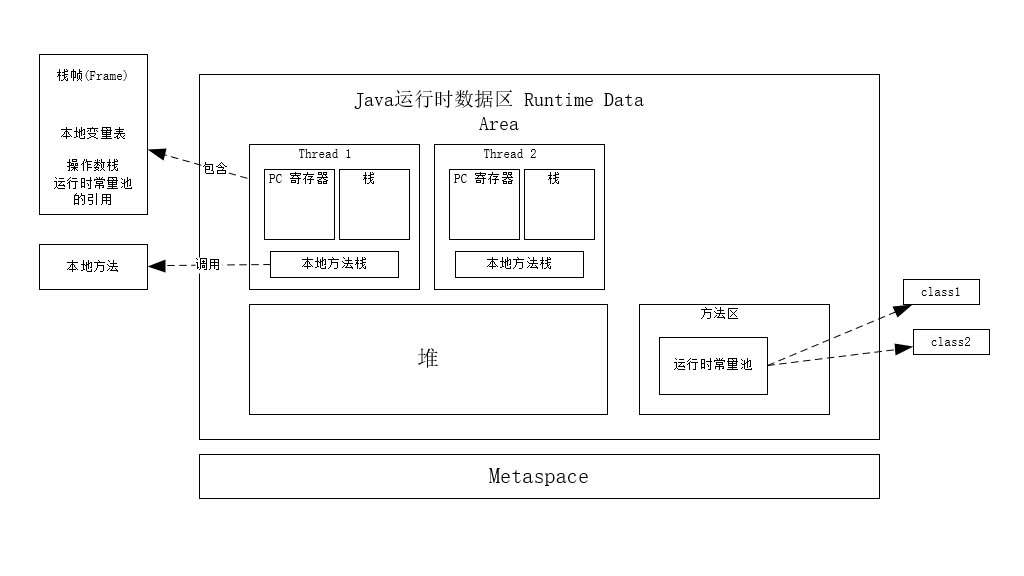 栈帧(Frame)
本地变量表
操作数栈
运行时常量池
的引用
本地方法
包含
调用
Java运行时数据区 Runtime Data
Area
Thread 1
PC 寄存器
栈
本地方法栈
Thread 2
PC 寄存器
栈
本地方法栈
堆
方法区
运行时常量池
class1
class2
Metaspace